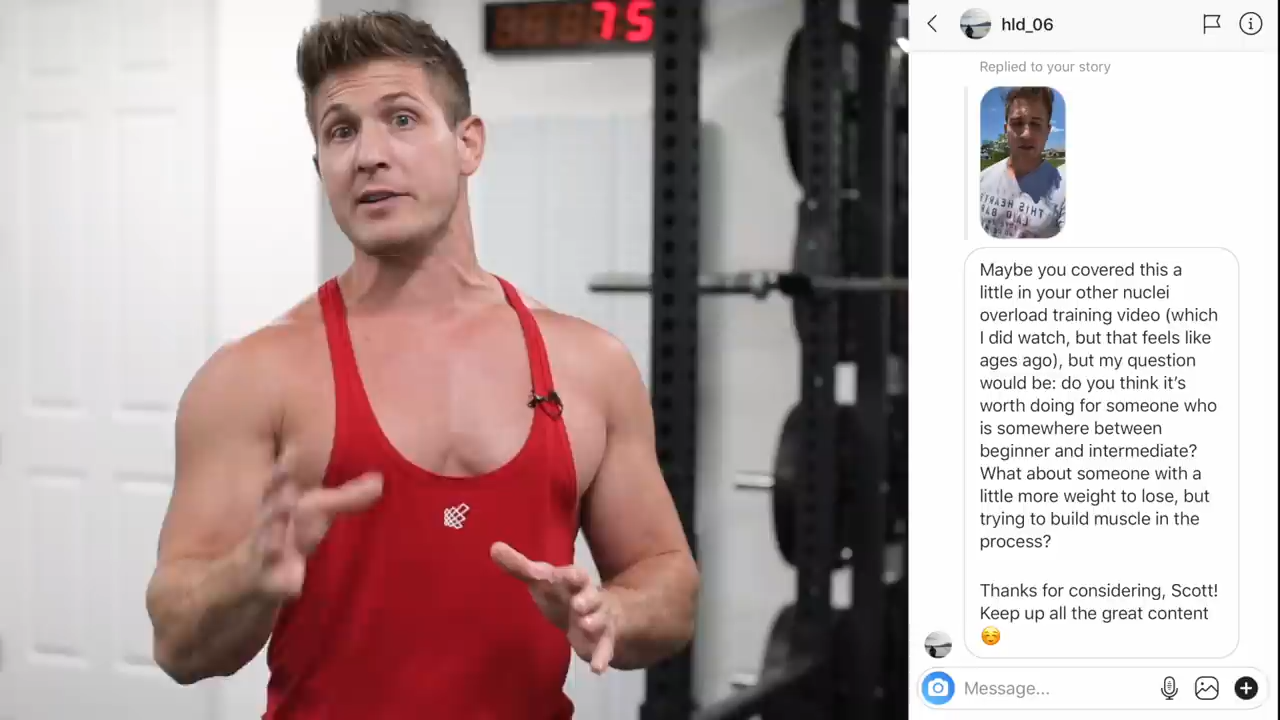 75
hld_06
Replied to your story
Maybe you covered this a
little in your other nuclei
overload training video (which
I did watch, but that feels like
ages ago), but my question
would be: do you think it's
worth doing for someone who
is somewhere between
beginner and intermediate?
What about someone with a
little more weight to lose, but
trying to build muscle in the
process?
Thanks for considering, Scott!
Keep up all the great content
☺️
Message...